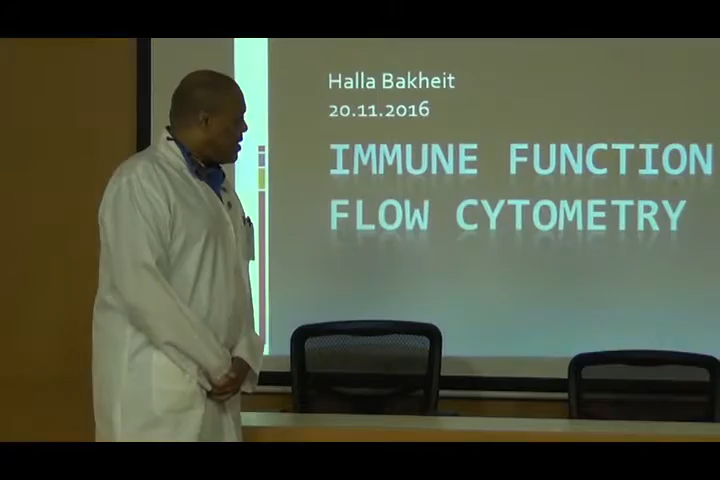 Halla Bakheit
20.11.2016
IMMUNE FUNCTION
FLOW CYTOMETRY